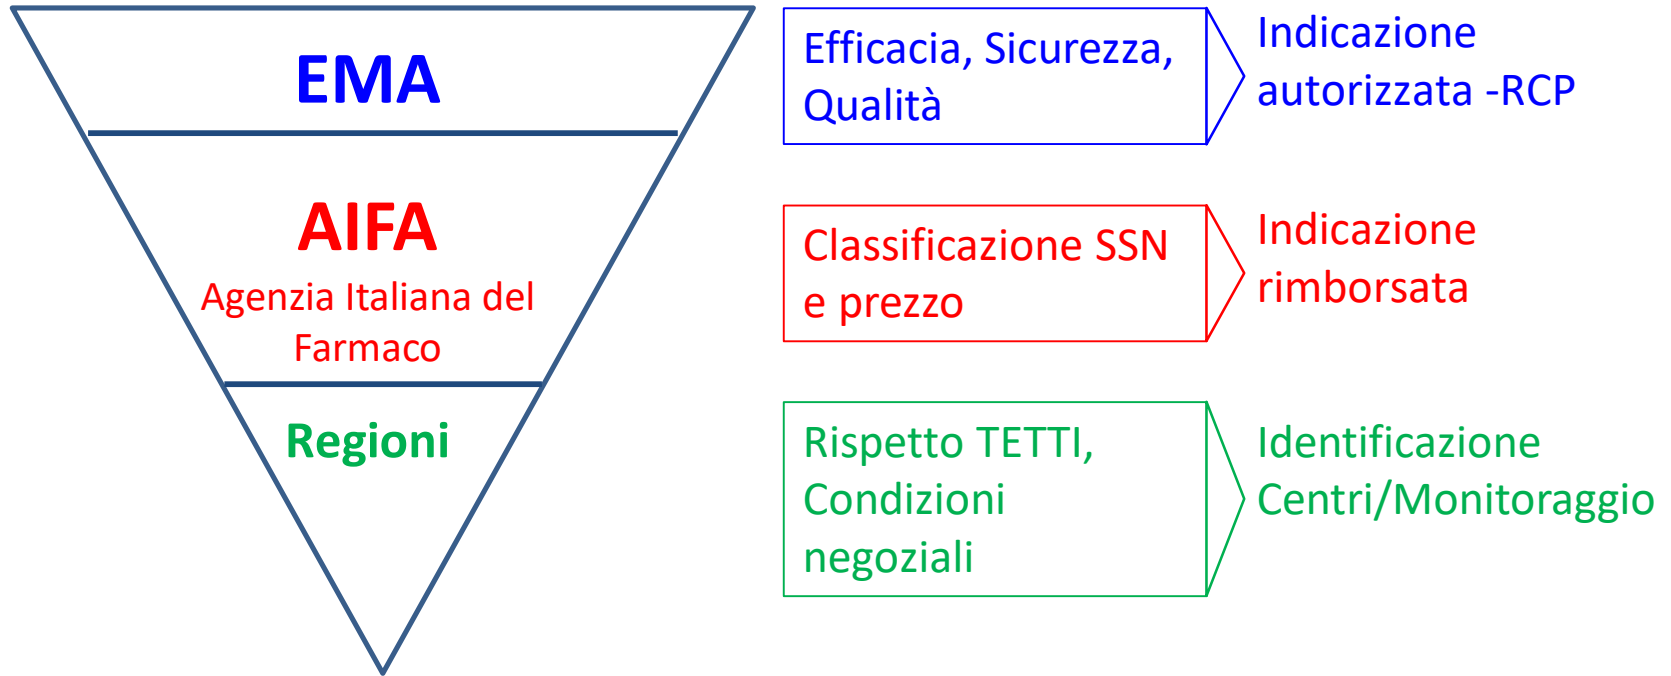 EMA
Efficacia, Sicurezza,
Qualità
Indicazione
autorizzata -RCP
AIFA
Agenzia Italiana del
Farmaco
Classificazione SSN
e prezzo
Indicazione
rimborsata
Regioni
Rispetto TETTI,
Condizioni
negoziali
Identificazione
Centri/Monitoraggio